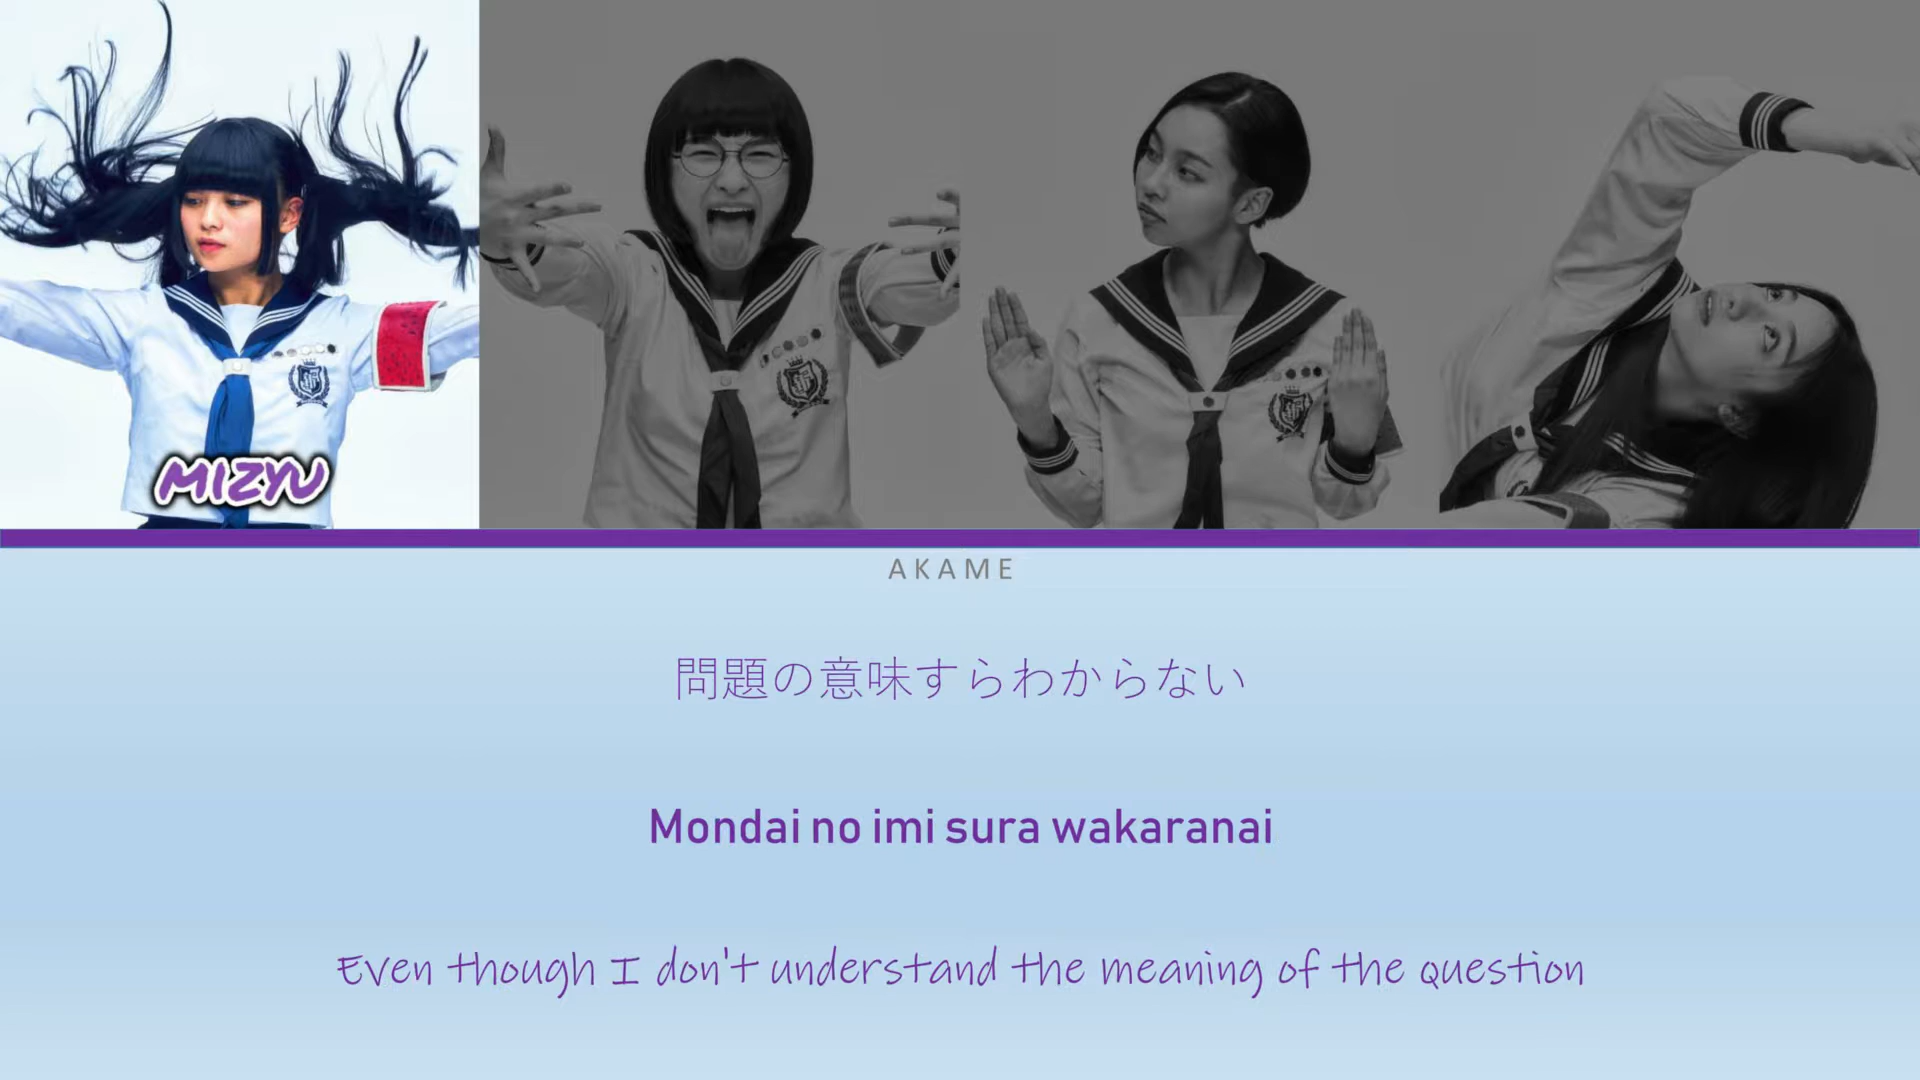 MIZYU
AKAME
問題の意味すらわからない
Mondai no imi sura wakaranai
Even though I don't understand the meaning of the question